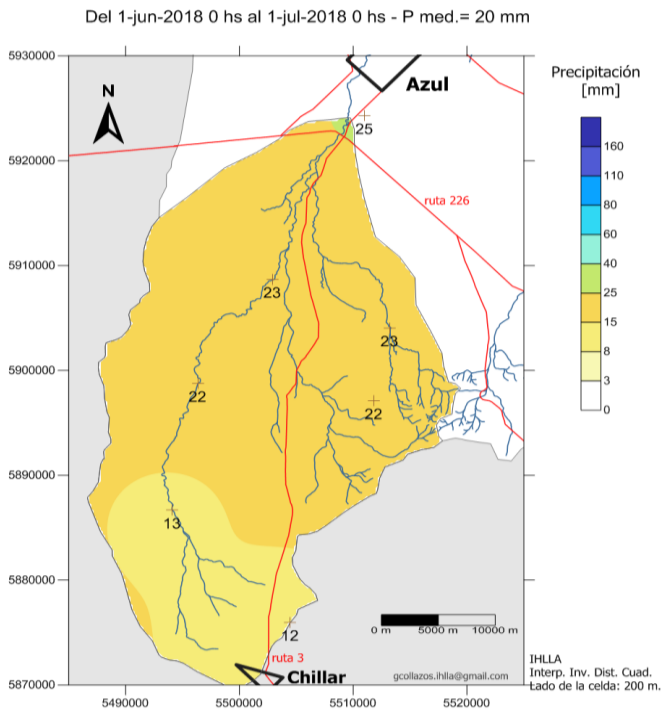 Del 1-jun-2018 0 hs al 1-jul-2018 0 hs - P med.= 20 mm
5930000
5920000
5910000
5900000
5890000
5880000
5870000
5490000
5500000
5510000
5520000
N
Azul
25
ruta 226
23
23
22
22
13
12
ruta 3
Chillar
0 m 5000 m 10000 m
gcollazos.ihlla@gmail.com
Precipitación
[mm]
160
110
80
60
40
25
15
8
3
0
IHLLA
Interp. Inv. Dist. Cuad.
Lado de la celda: 200 m.